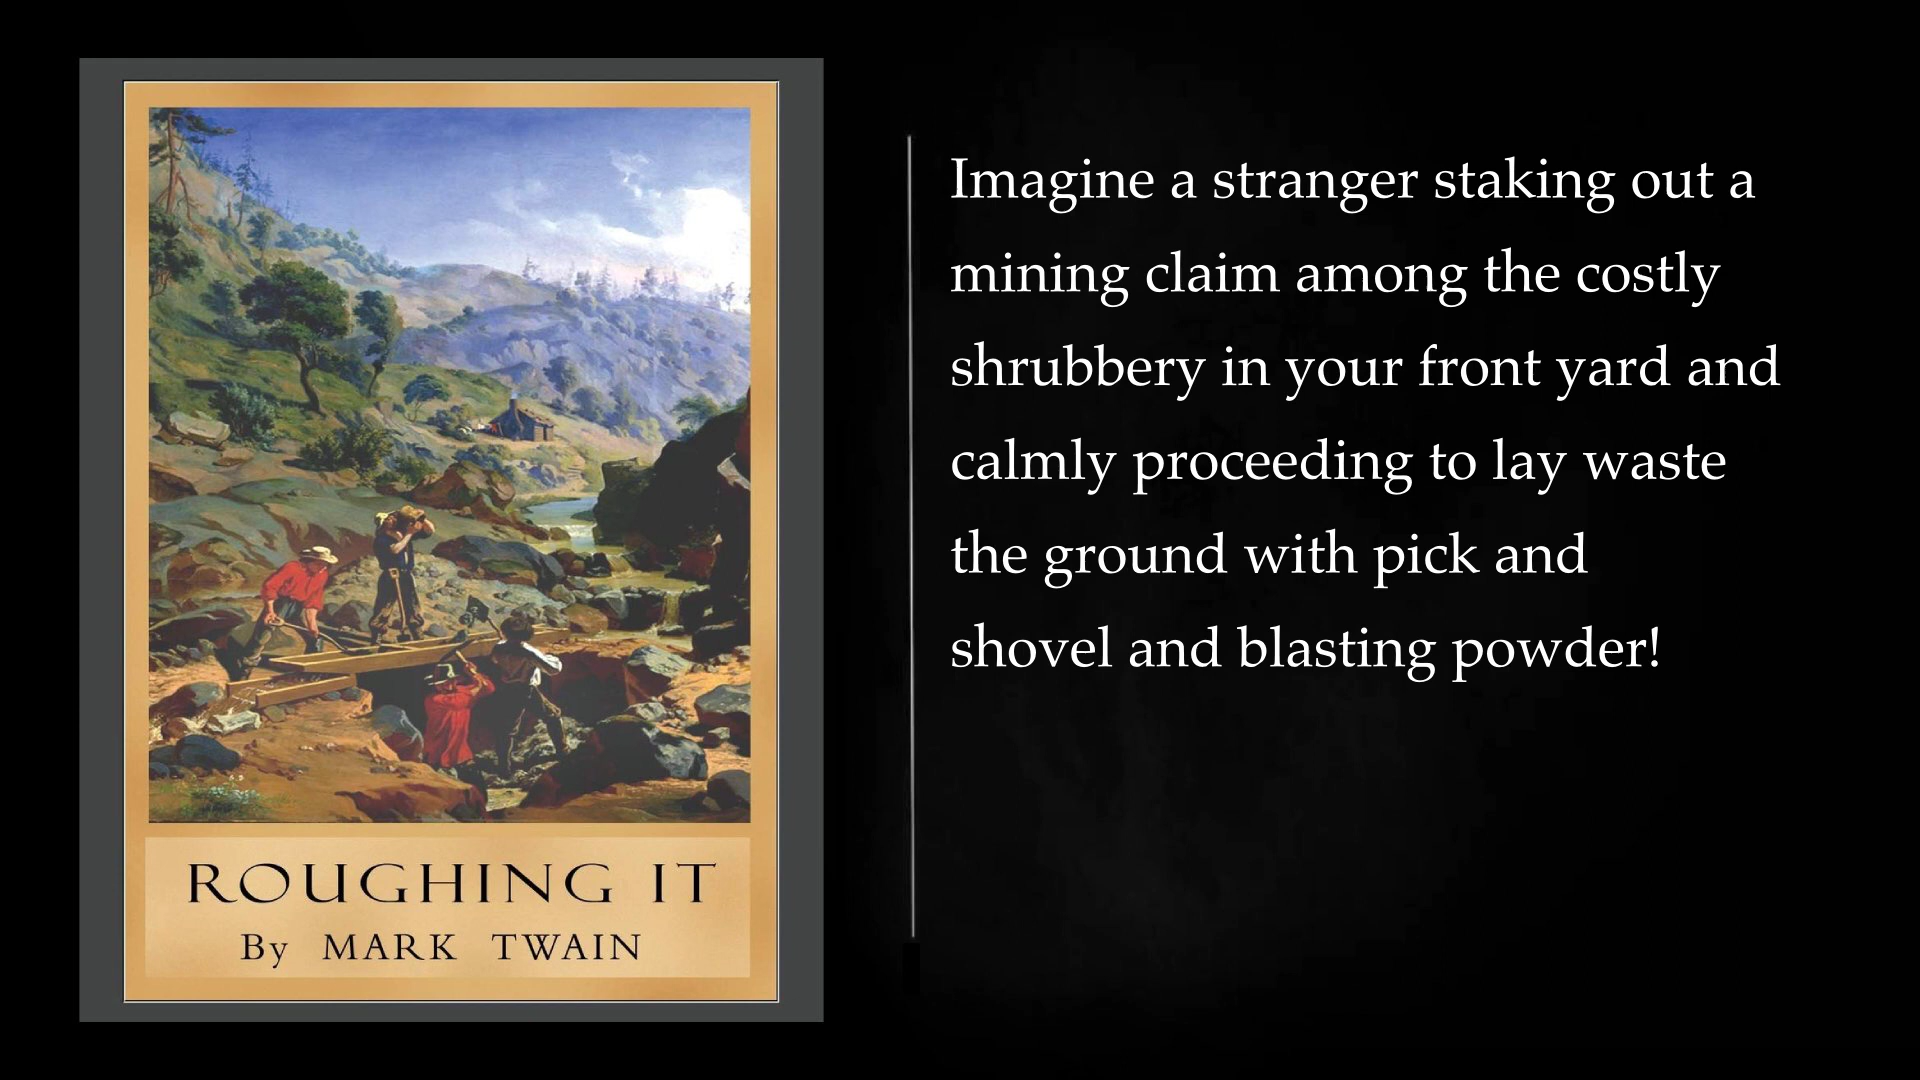 Imagine a stranger staking out a
mining claim among the costly
shrubbery in your front yard and
calmly proceeding to lay waste
the ground with pick and
shovel and blasting powder!
ROUGHING IT
By MARK TWAIN